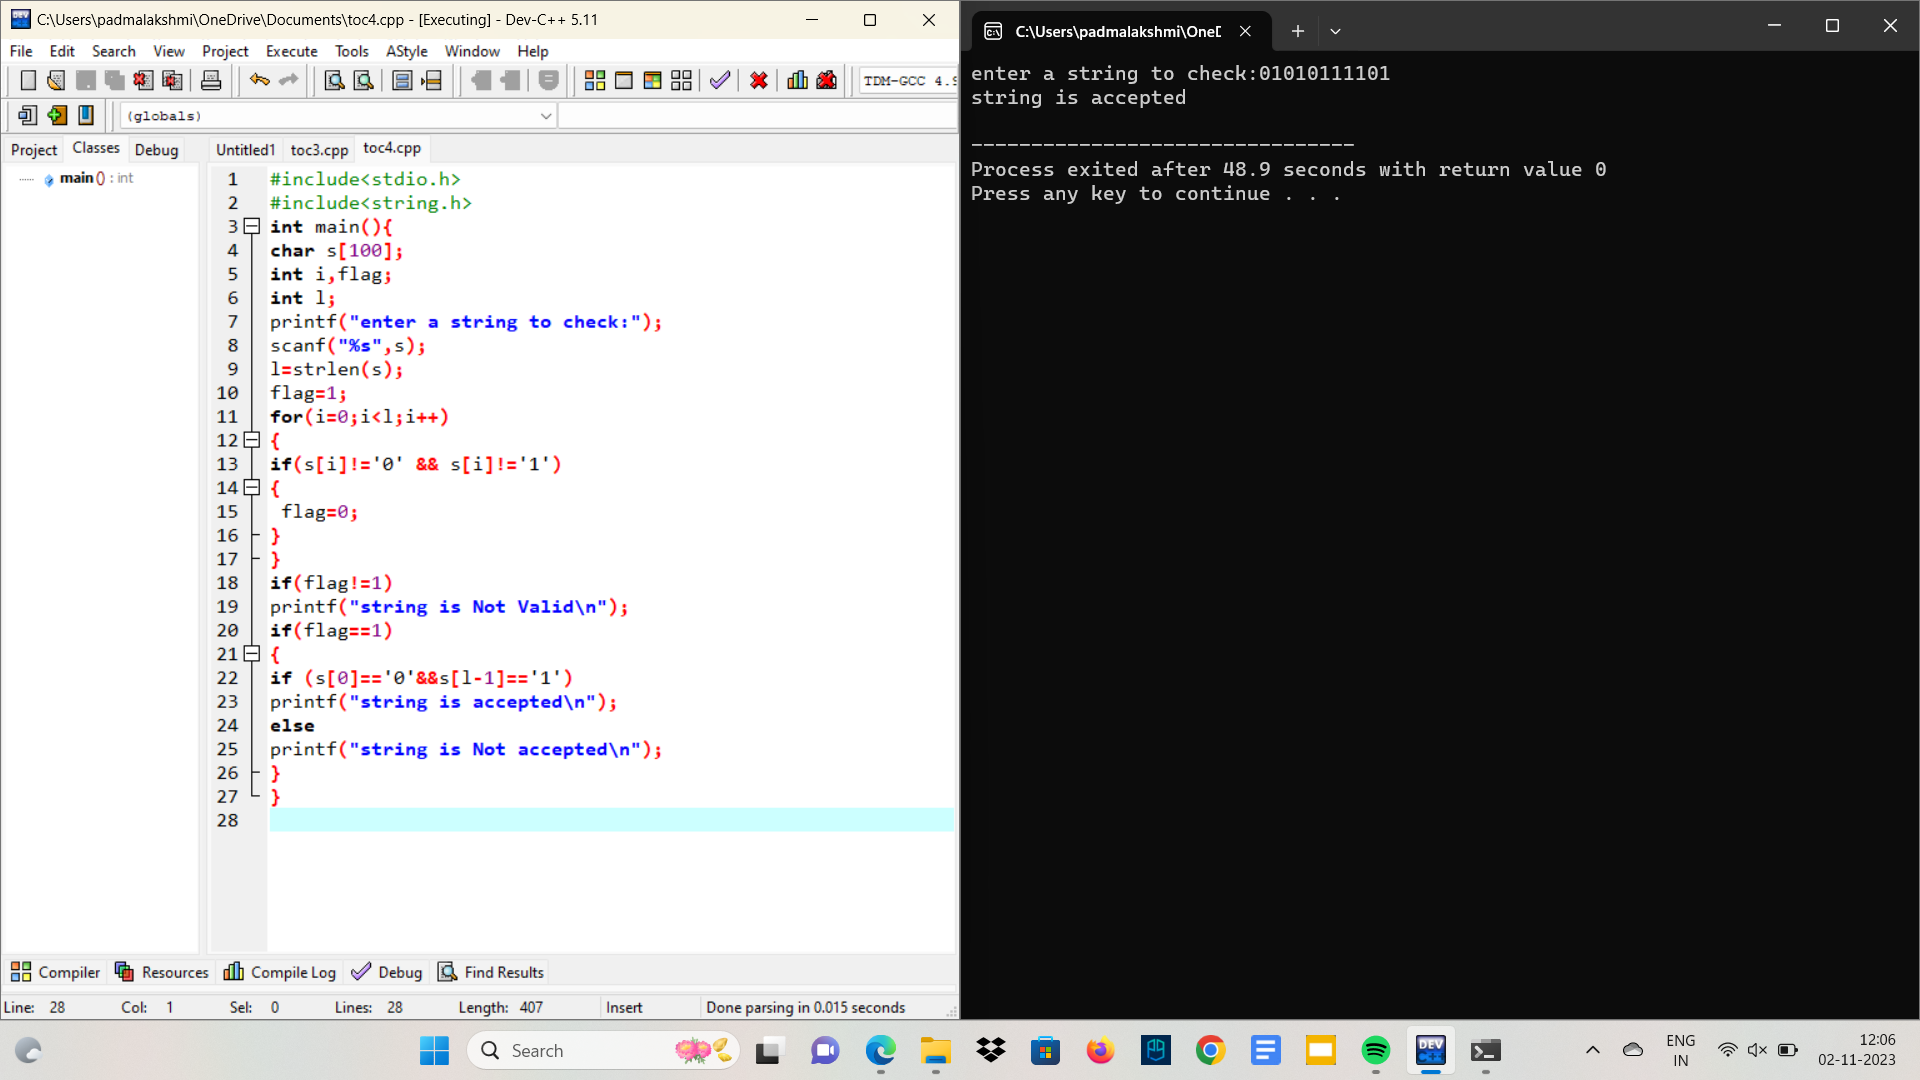 C:\Users\padmalakshmi\OneDrive\Documents\toc4.cpp - [Executing] - Dev-C++ 5.11
File Edit Search View Project Execute Tools AStyle Window Help
TDM-GCC 4.9
(globals)
Project Classes Debug
main () : int
Untitled1 toc3.cpp toc4.cpp
1 #include<stdio.h>
2 #include<string.h>
3 int main(){
4 char s[100];
5 int i,flag;
6 int l;
7 printf("enter a string to check:");
8 scanf("%s",s);
9 l=strlen(s);
10 flag=1;
11 for(i=0;i<l;i++)
12 {
13 if(s[i]!='0' && s[i]!='1')
14 {
15 flag=0;
16 }
17 }
18 if(flag!=1)
19 printf("string is Not Valid\n");
20 if(flag==1)
21 {
22 if (s[0]=='0'&&s[l-1]=='1')
23 printf("string is accepted\n");
24 else
25 printf("string is Not accepted\n");
26 }
27 }
28
Compiler Resources Compile Log Debug Find Results
Line: 28 Col: 1 Sel: 0 Lines: 28 Length: 407 Insert Done parsing in 0.015 seconds
C:\Users\padmalakshmi\OneD
enter a string to check:01010111101
string is accepted
--------------------------------
Process exited after 48.9 seconds with return value 0
Press any key to continue . . .
Search
DEV C++
ENG
IN
12:06
02-11-2023